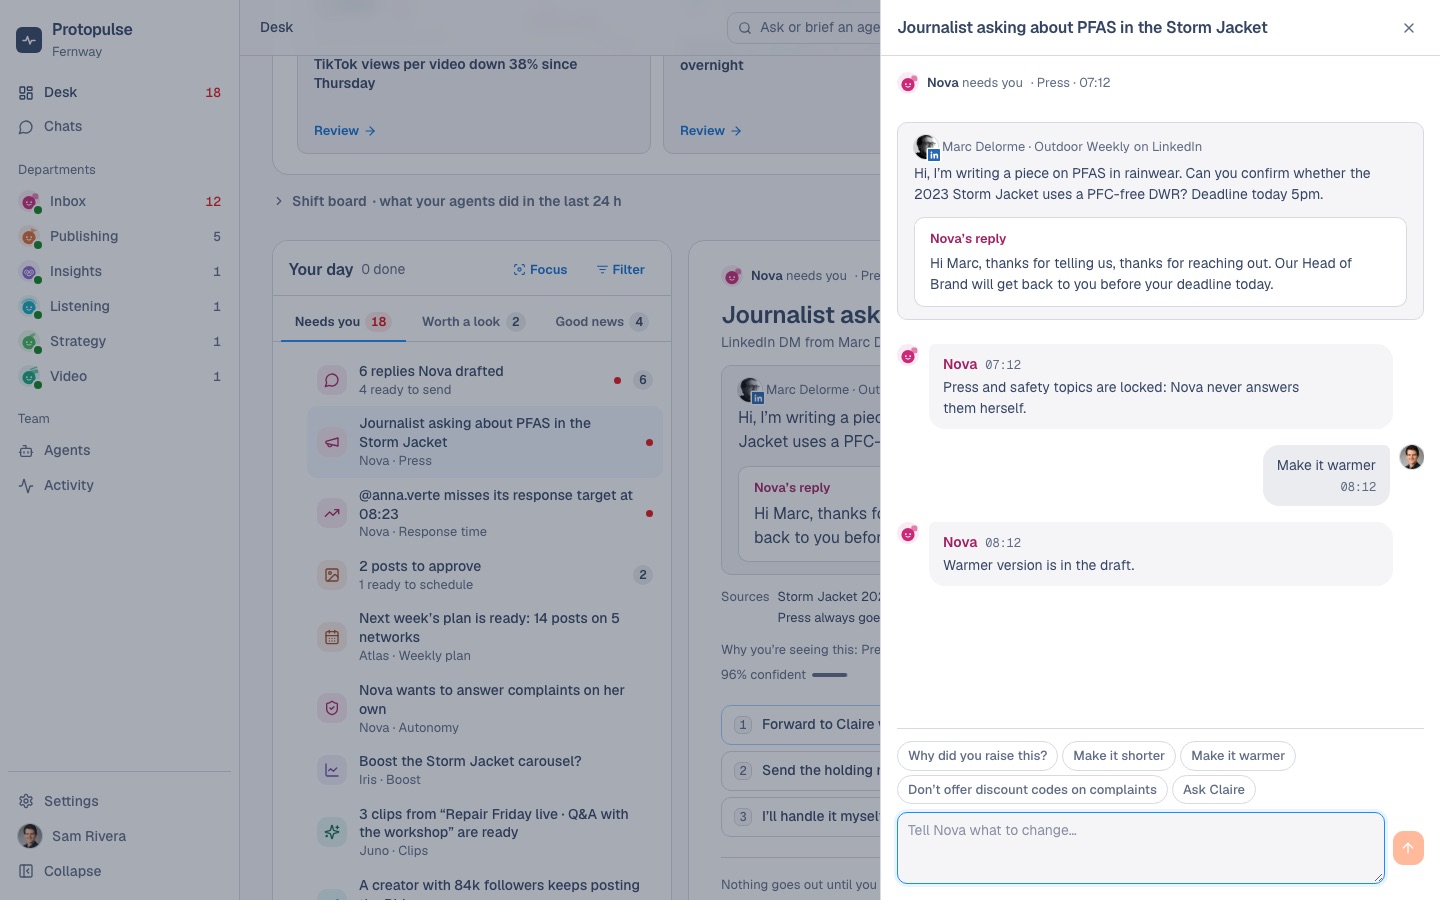 Protopulse
Fernway
Desk 18
Chats
Departments
Inbox 12
Publishing 5
Insights 1
Listening 1
Strategy 1
Video 1
Team
Agents
Activity
Settings
Sam Rivera
Collapse
Desk
Ask or brief an age
TikTok views per video down 38% since
Thursday
Review →
overnight
Review →
Shift board · what your agents did in the last 24 h
Your day 0 done
Focus
Filter
Needs you 18
Worth a look 2
Good news 4
6 replies Nova drafted
4 ready to send
6
Journalist asking about PFAS in the
Storm Jacket
Nova · Press
@anna.verte misses its response target at
08:23
Nova · Response time
2 posts to approve
1 ready to schedule
2
Next week’s plan is ready: 14 posts on 5
networks
Atlas · Weekly plan
Nova wants to answer complaints on her
own
Nova · Autonomy
Boost the Storm Jacket carousel?
Iris · Boost
3 clips from “Repair Friday live · Q&A with
the workshop” are ready
Juno · Clips
A creator with 84k followers keeps posting
Nova needs you · Pre
Journalist ask
LinkedIn DM from Marc D
Marc Delorme · Out
Hi, I’m writing a piec
Jacket uses a PFC-
Nova’s reply
Hi Marc, thanks fo
back to you befor
Sources Storm Jacket 202
Press always goe
Why you’re seeing this: Pre
96% confident
1 Forward to Claire
2 Send the holding
3 I’ll handle it mysel
Nothing goes out until you
Journalist asking about PFAS in the Storm Jacket
Nova needs you · Press · 07:12
Marc Delorme · Outdoor Weekly on LinkedIn
Hi, I’m writing a piece on PFAS in rainwear. Can you confirm whether the
2023 Storm Jacket uses a PFC-free DWR? Deadline today 5pm.
Nova’s reply
Hi Marc, thanks for telling us, thanks for reaching out. Our Head of
Brand will get back to you before your deadline today.
Nova 07:12
Press and safety topics are locked: Nova never answers
them herself.
Make it warmer
08:12
Nova 08:12
Warmer version is in the draft.
Why did you raise this?
Make it shorter
Make it warmer
Don’t offer discount codes on complaints
Ask Claire
Tell Nova what to change…